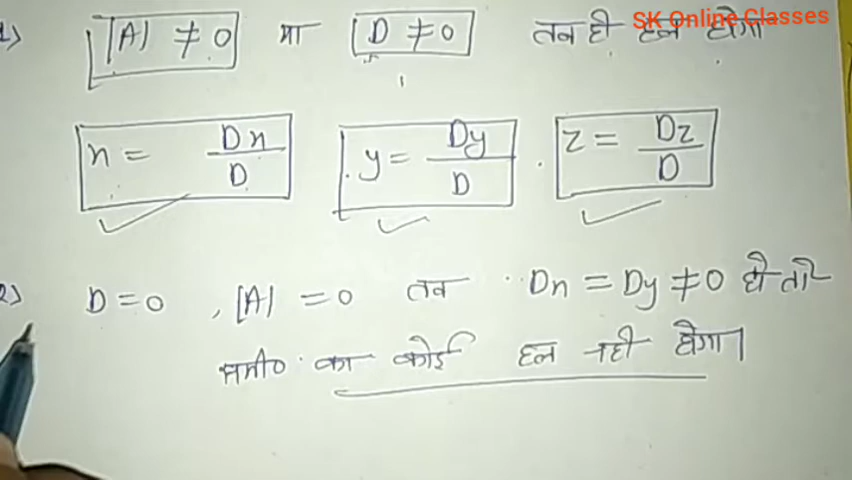 SK Online Classes
1) |A| ≠ 0 या D ≠ 0 तब ही हल होगा
x = Dx/D y = Dy/D z = Dz/D
2) D = 0 , |A| = 0 तब Dx = Dy ≠ 0 हो तो
समी० का कोई हल नही होगा।